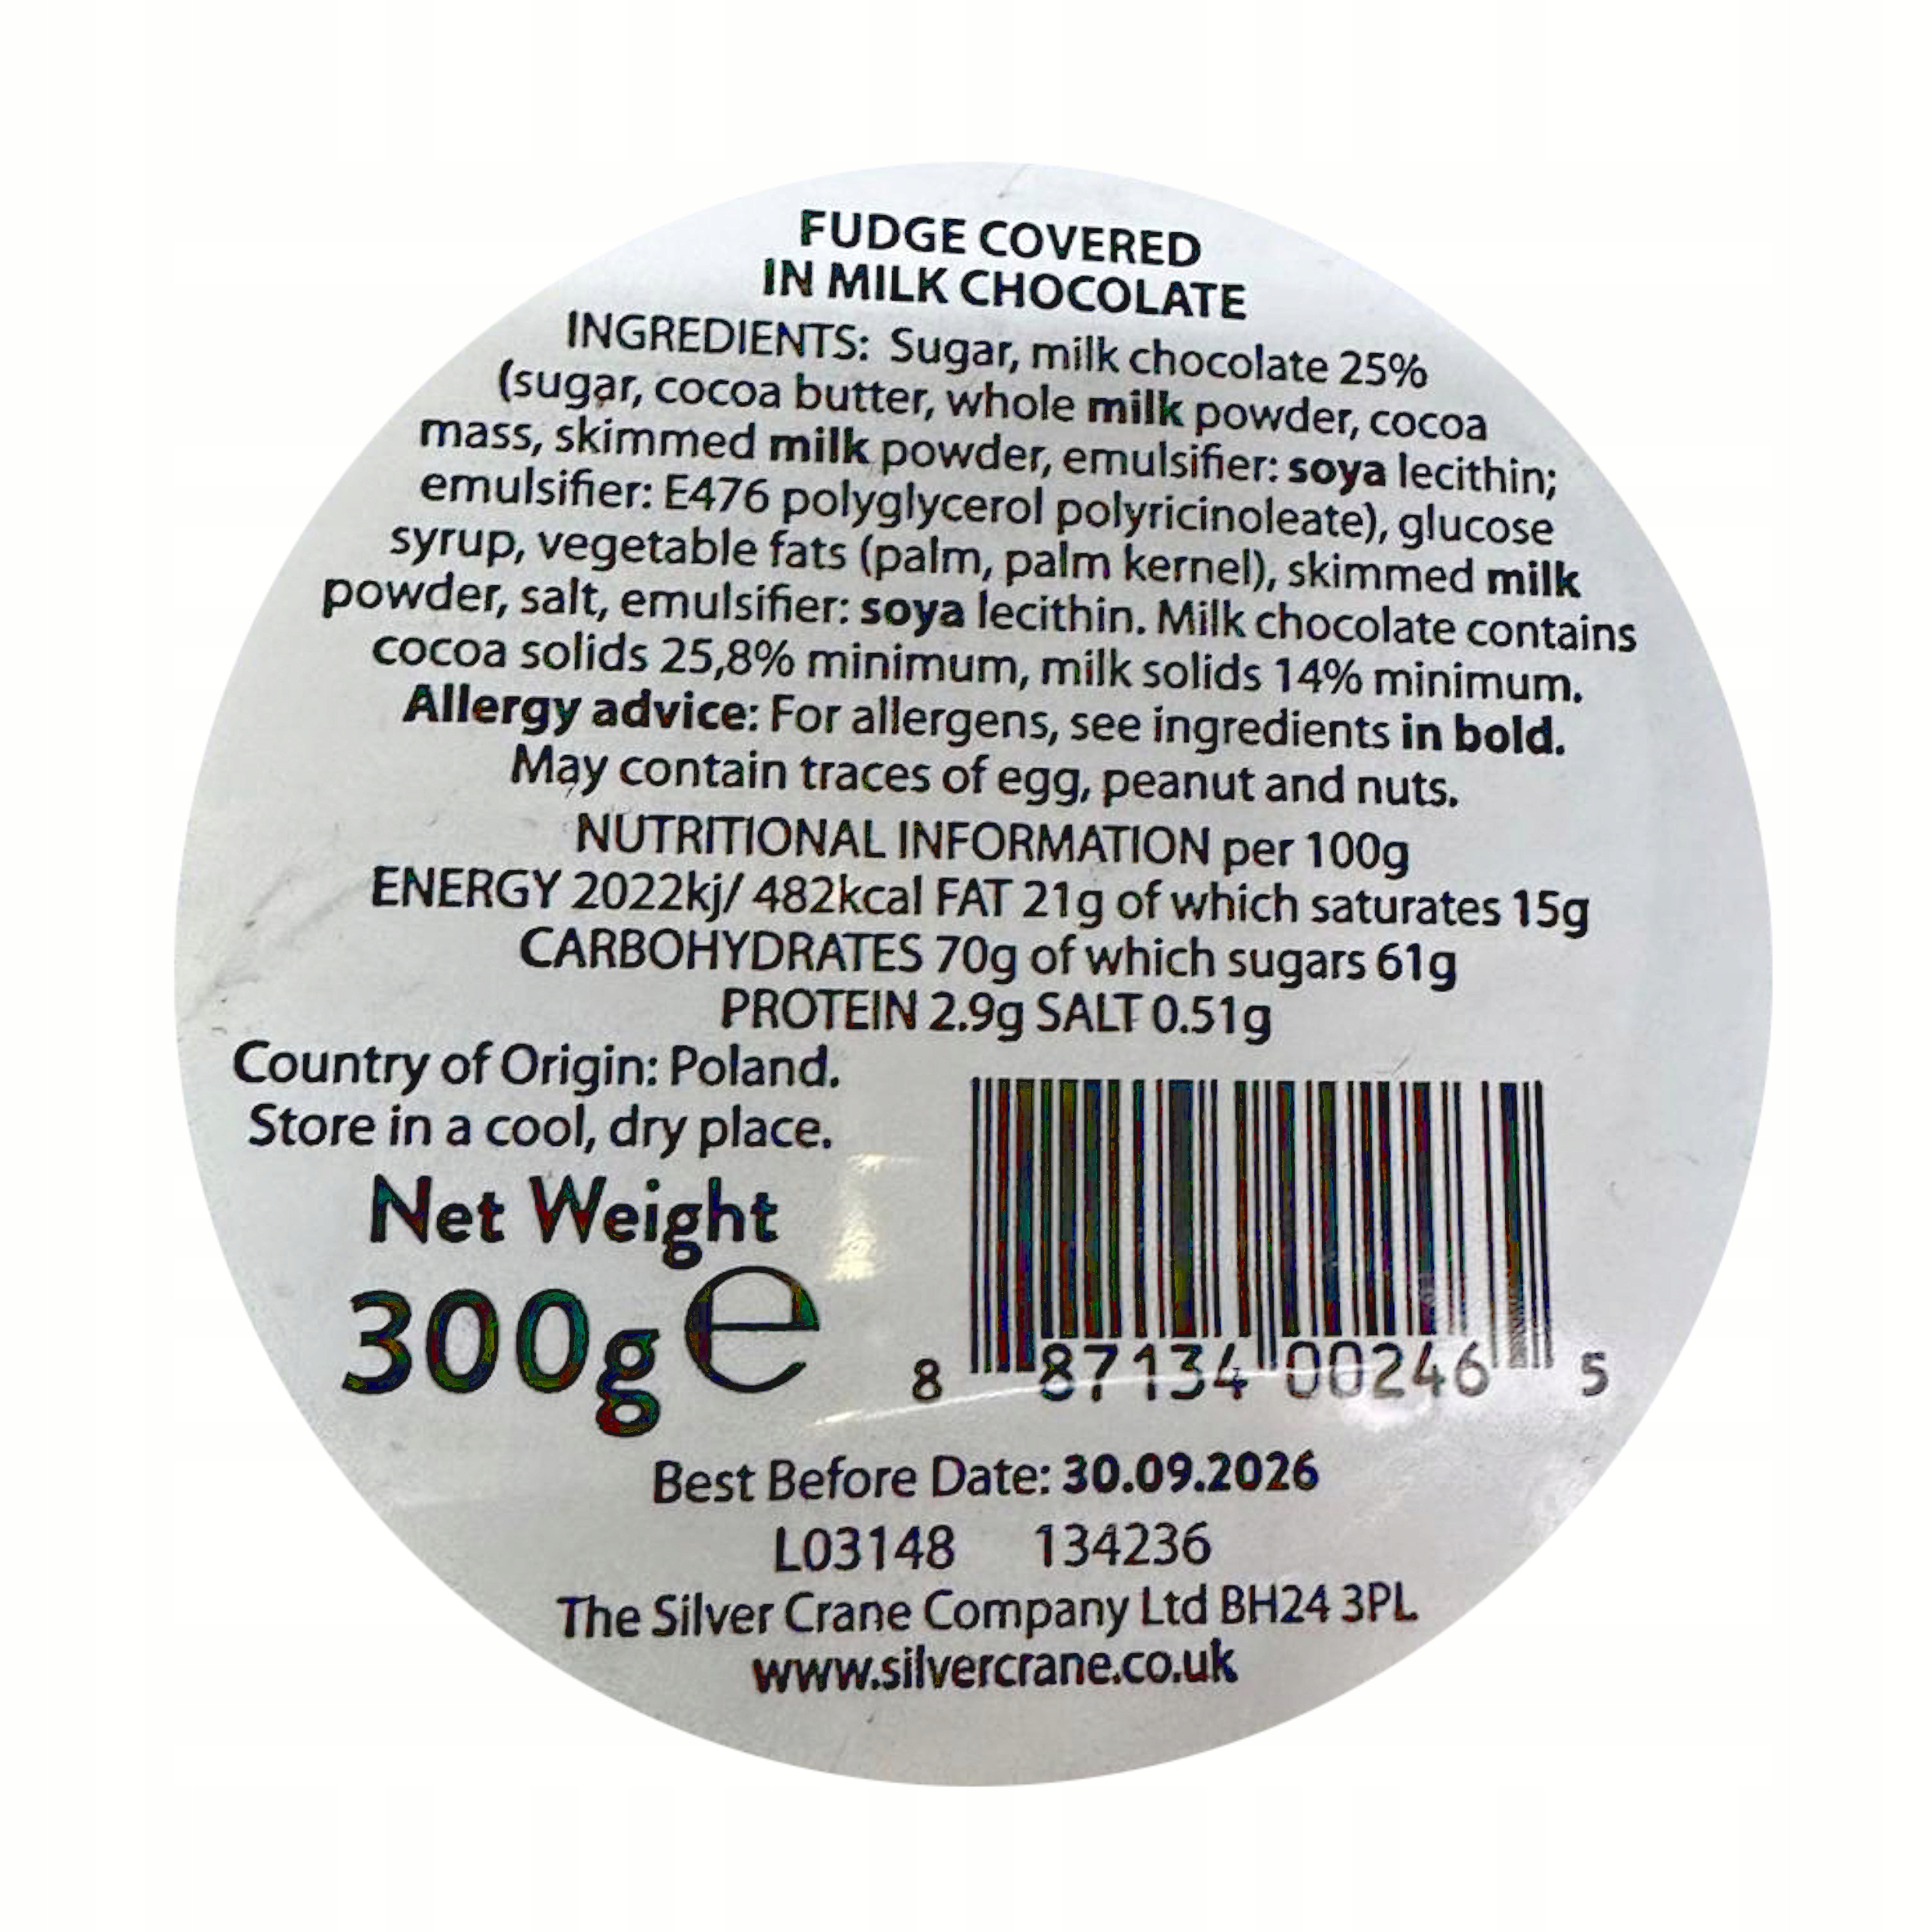 FUDGE COVERED
IN MILK CHOCOLATE
INGREDIENTS: Sugar, milk chocolate 25%
(sugar, cocoa butter, whole milk powder, cocoa
mass, skimmed milk powder, emulsifier: soya lecithin;
emulsifier: E476 polyglycerol polyricinoleate), glucose
syrup, vegetable fats (palm, palm kernel), skimmed milk
powder, salt, emulsifier: soya lecithin. Milk chocolate contains
cocoa solids 25,8% minimum, milk solids 14% minimum.
Allergy advice: For allergens, see ingredients in bold.
May contain traces of egg, peanut and nuts.
NUTRITIONAL INFORMATION per 100g
ENERGY 2022kj/ 482kcal FAT 21g of which saturates 15g
CARBOHYDRATES 70g of which sugars 61g
PROTEIN 2.9g SALT 0.51g
Country of Origin: Poland.
Store in a cool, dry place.
Net Weight
300g e
8 87134 00246 5
Best Before Date: 30.09.2026
L03148 134236
The Silver Crane Company Ltd BH24 3PL
www.silvercrane.co.uk